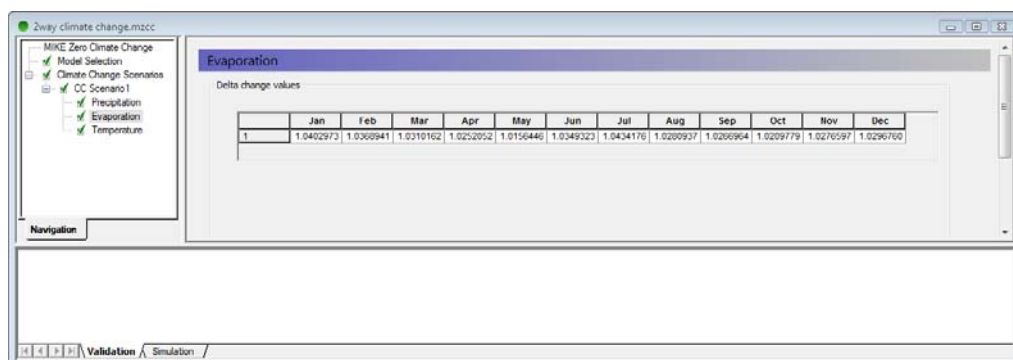 2way climate change.mzcc
MIKE Zero Climate Change
Model Selection
Climate Change Scenarios
CC Scenario1
Precipitation
Evaporation
Temperature
Navigation
Evaporation
Delta change values
Jan Feb Mar Apr May Jun Jul Aug Sep Oct Nov Dec
1 1.0402973 1.0368941 1.0310162 1.0252052 1.0156446 1.0349323 1.0434176 1.0280937 1.0266964 1.0209779 1.0276597 1.0296760
Validation Simulation